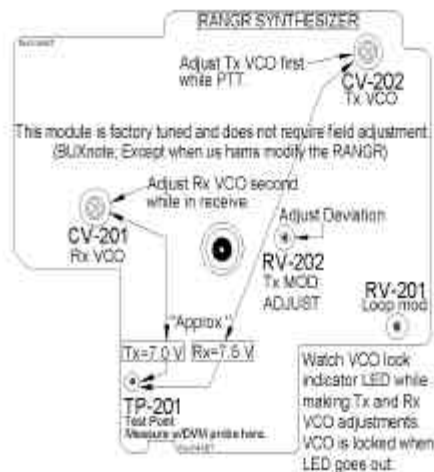 RANGR SYNTHESIZER
Adjust Tx VCO first
while PTT.
CV-202
Tx VCO
This module is factory tuned and does not require field adjustment
(BUXnote; Except when us hams modify the RANGR)
Adjust Rx VCO second
while in receive
CV-201
Rx VCO
Adjust Deviation
RV-202
Tx MOD
ADJUST
RV-201
Loop mod
"Approx"
Tx=7.0 V
Rx=7.5 V
TP-201
Test Point
Measure w/DVM probe here.
Watch VCO lock
indicator LED while
making Tx and Rx
VCO adjustments.
VCO is locked when
LED goes out.